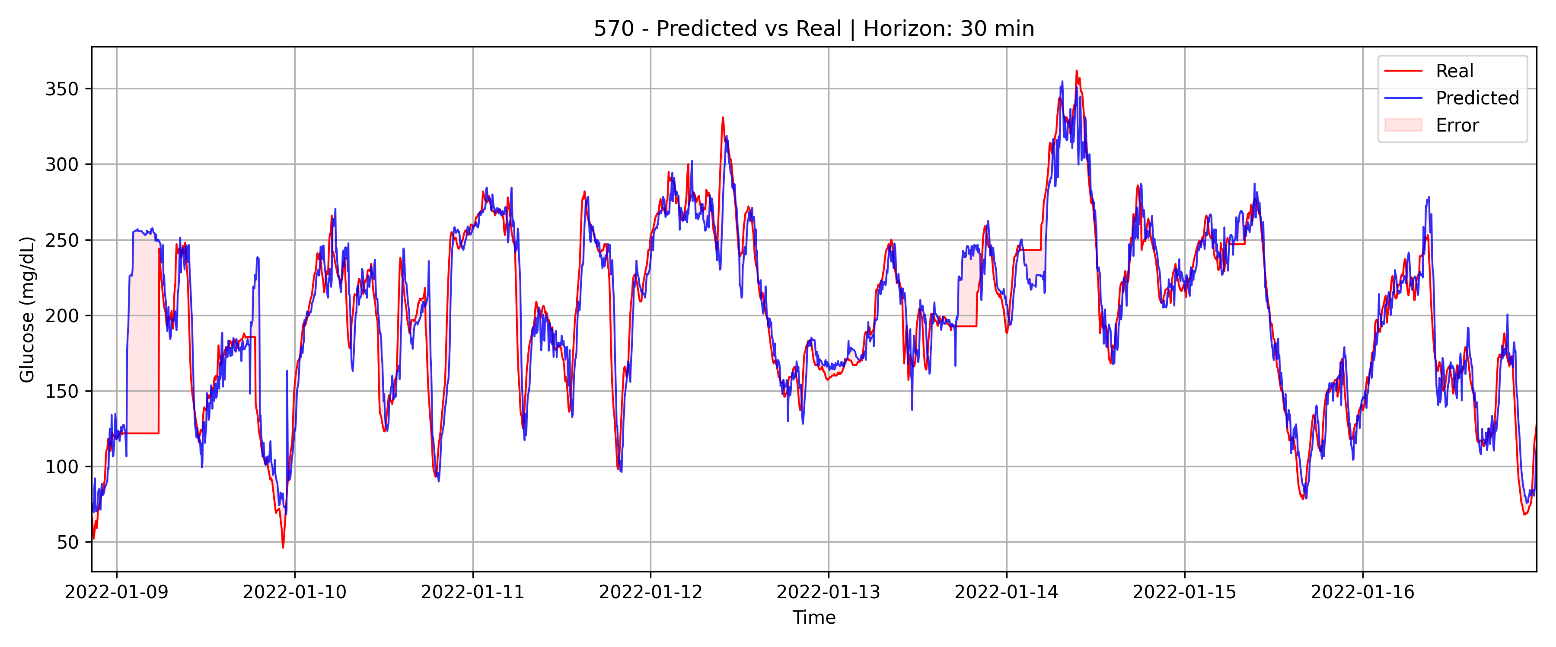 570 - Predicted vs Real | Horizon: 30 min
Real
Predicted
Error
Glucose (mg/dL)
350
300
250
200
150
100
50
2022-01-09
2022-01-10
2022-01-11
2022-01-12
2022-01-13
2022-01-14
2022-01-15
2022-01-16
Time